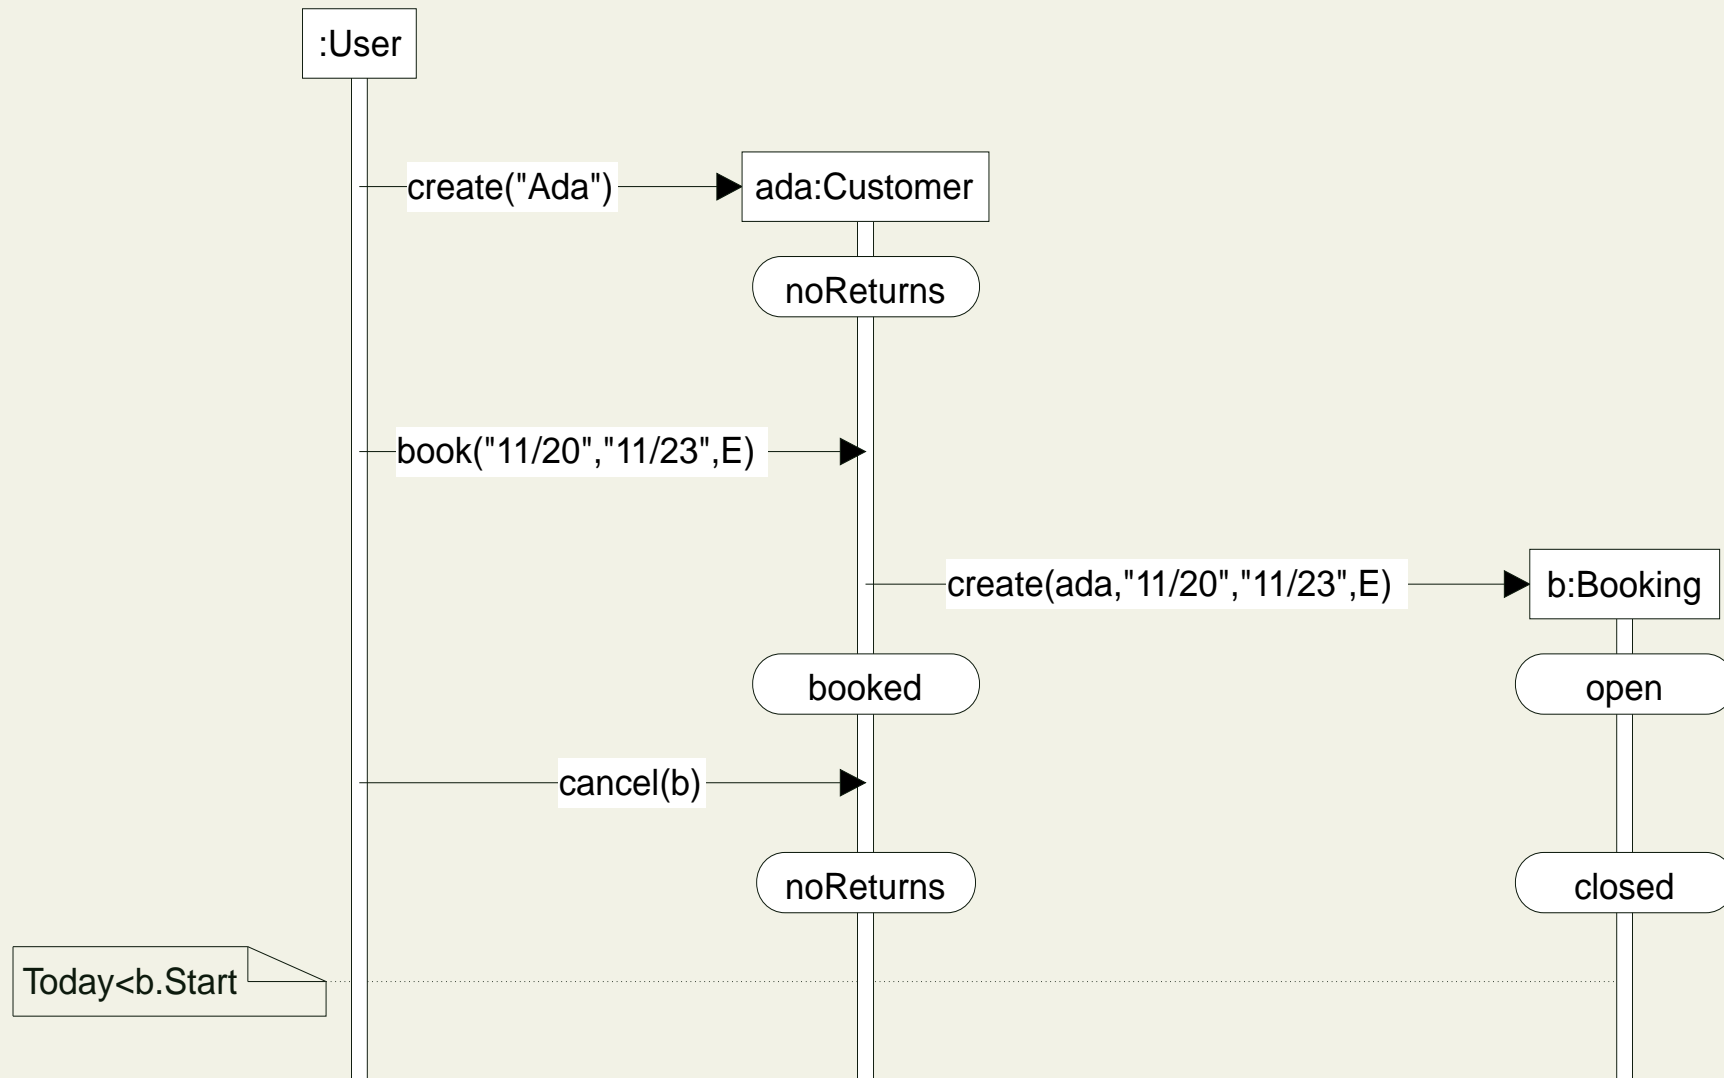 :User
create("Ada")
ada:Customer
noReturns
book("11/20","11/23",E)
create(ada,"11/20","11/23",E)
b:Booking
booked
open
cancel(b)
noReturns
closed
Today<b.Start